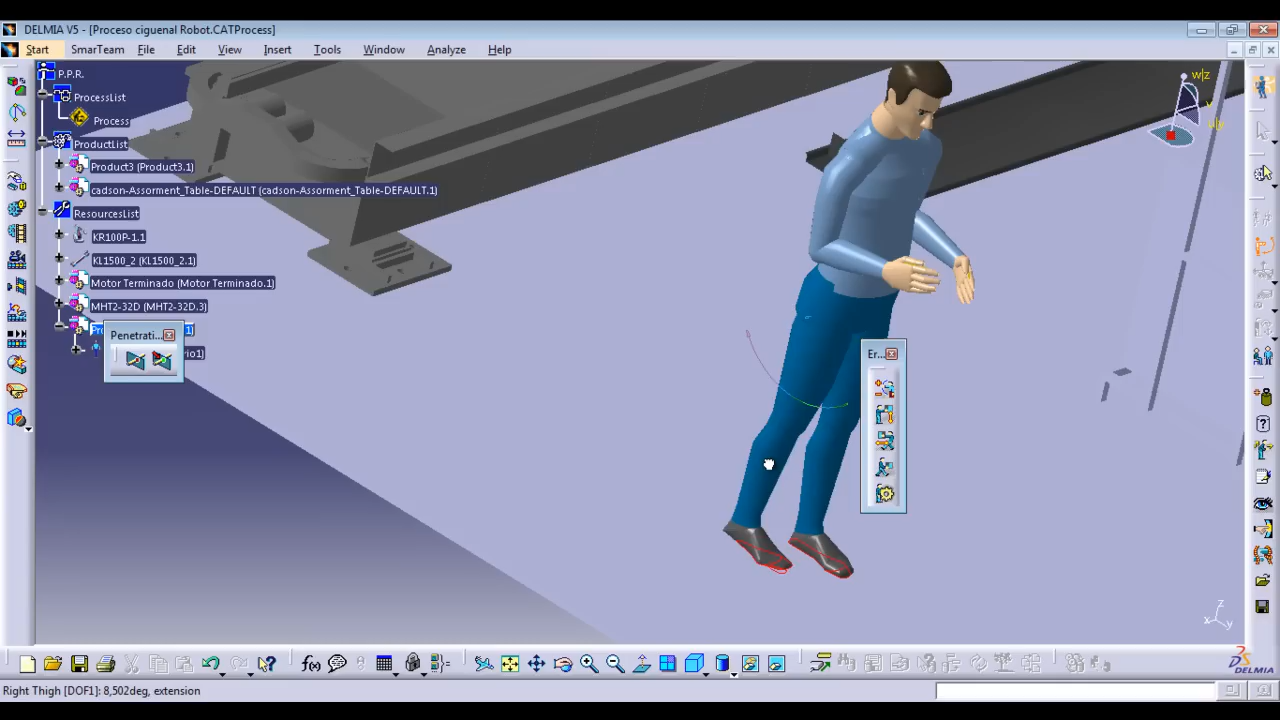 DELMIA V5 - [Proceso ciguenal Robot.CATProcess]
Start SmarTeam File Edit View Insert Tools Window Analyze Help
P.P.R.
ProcessList
Process
ProductList
Product3 (Product3.1)
cadson-Assorment_Table-DEFAULT (cadson-Assorment_Table-DEFAULT.1)
ResourcesList
KR100P-1.1
KL1500_2 (KL1500_2.1)
Motor Terminado (Motor Terminado.1)
MHT2-32D (MHT2-32D.3)
Penetrati...
Er...
w|z
z
x
y
f(x)
DELMIA
Right Thigh [DOF1]: 8,502deg, extension